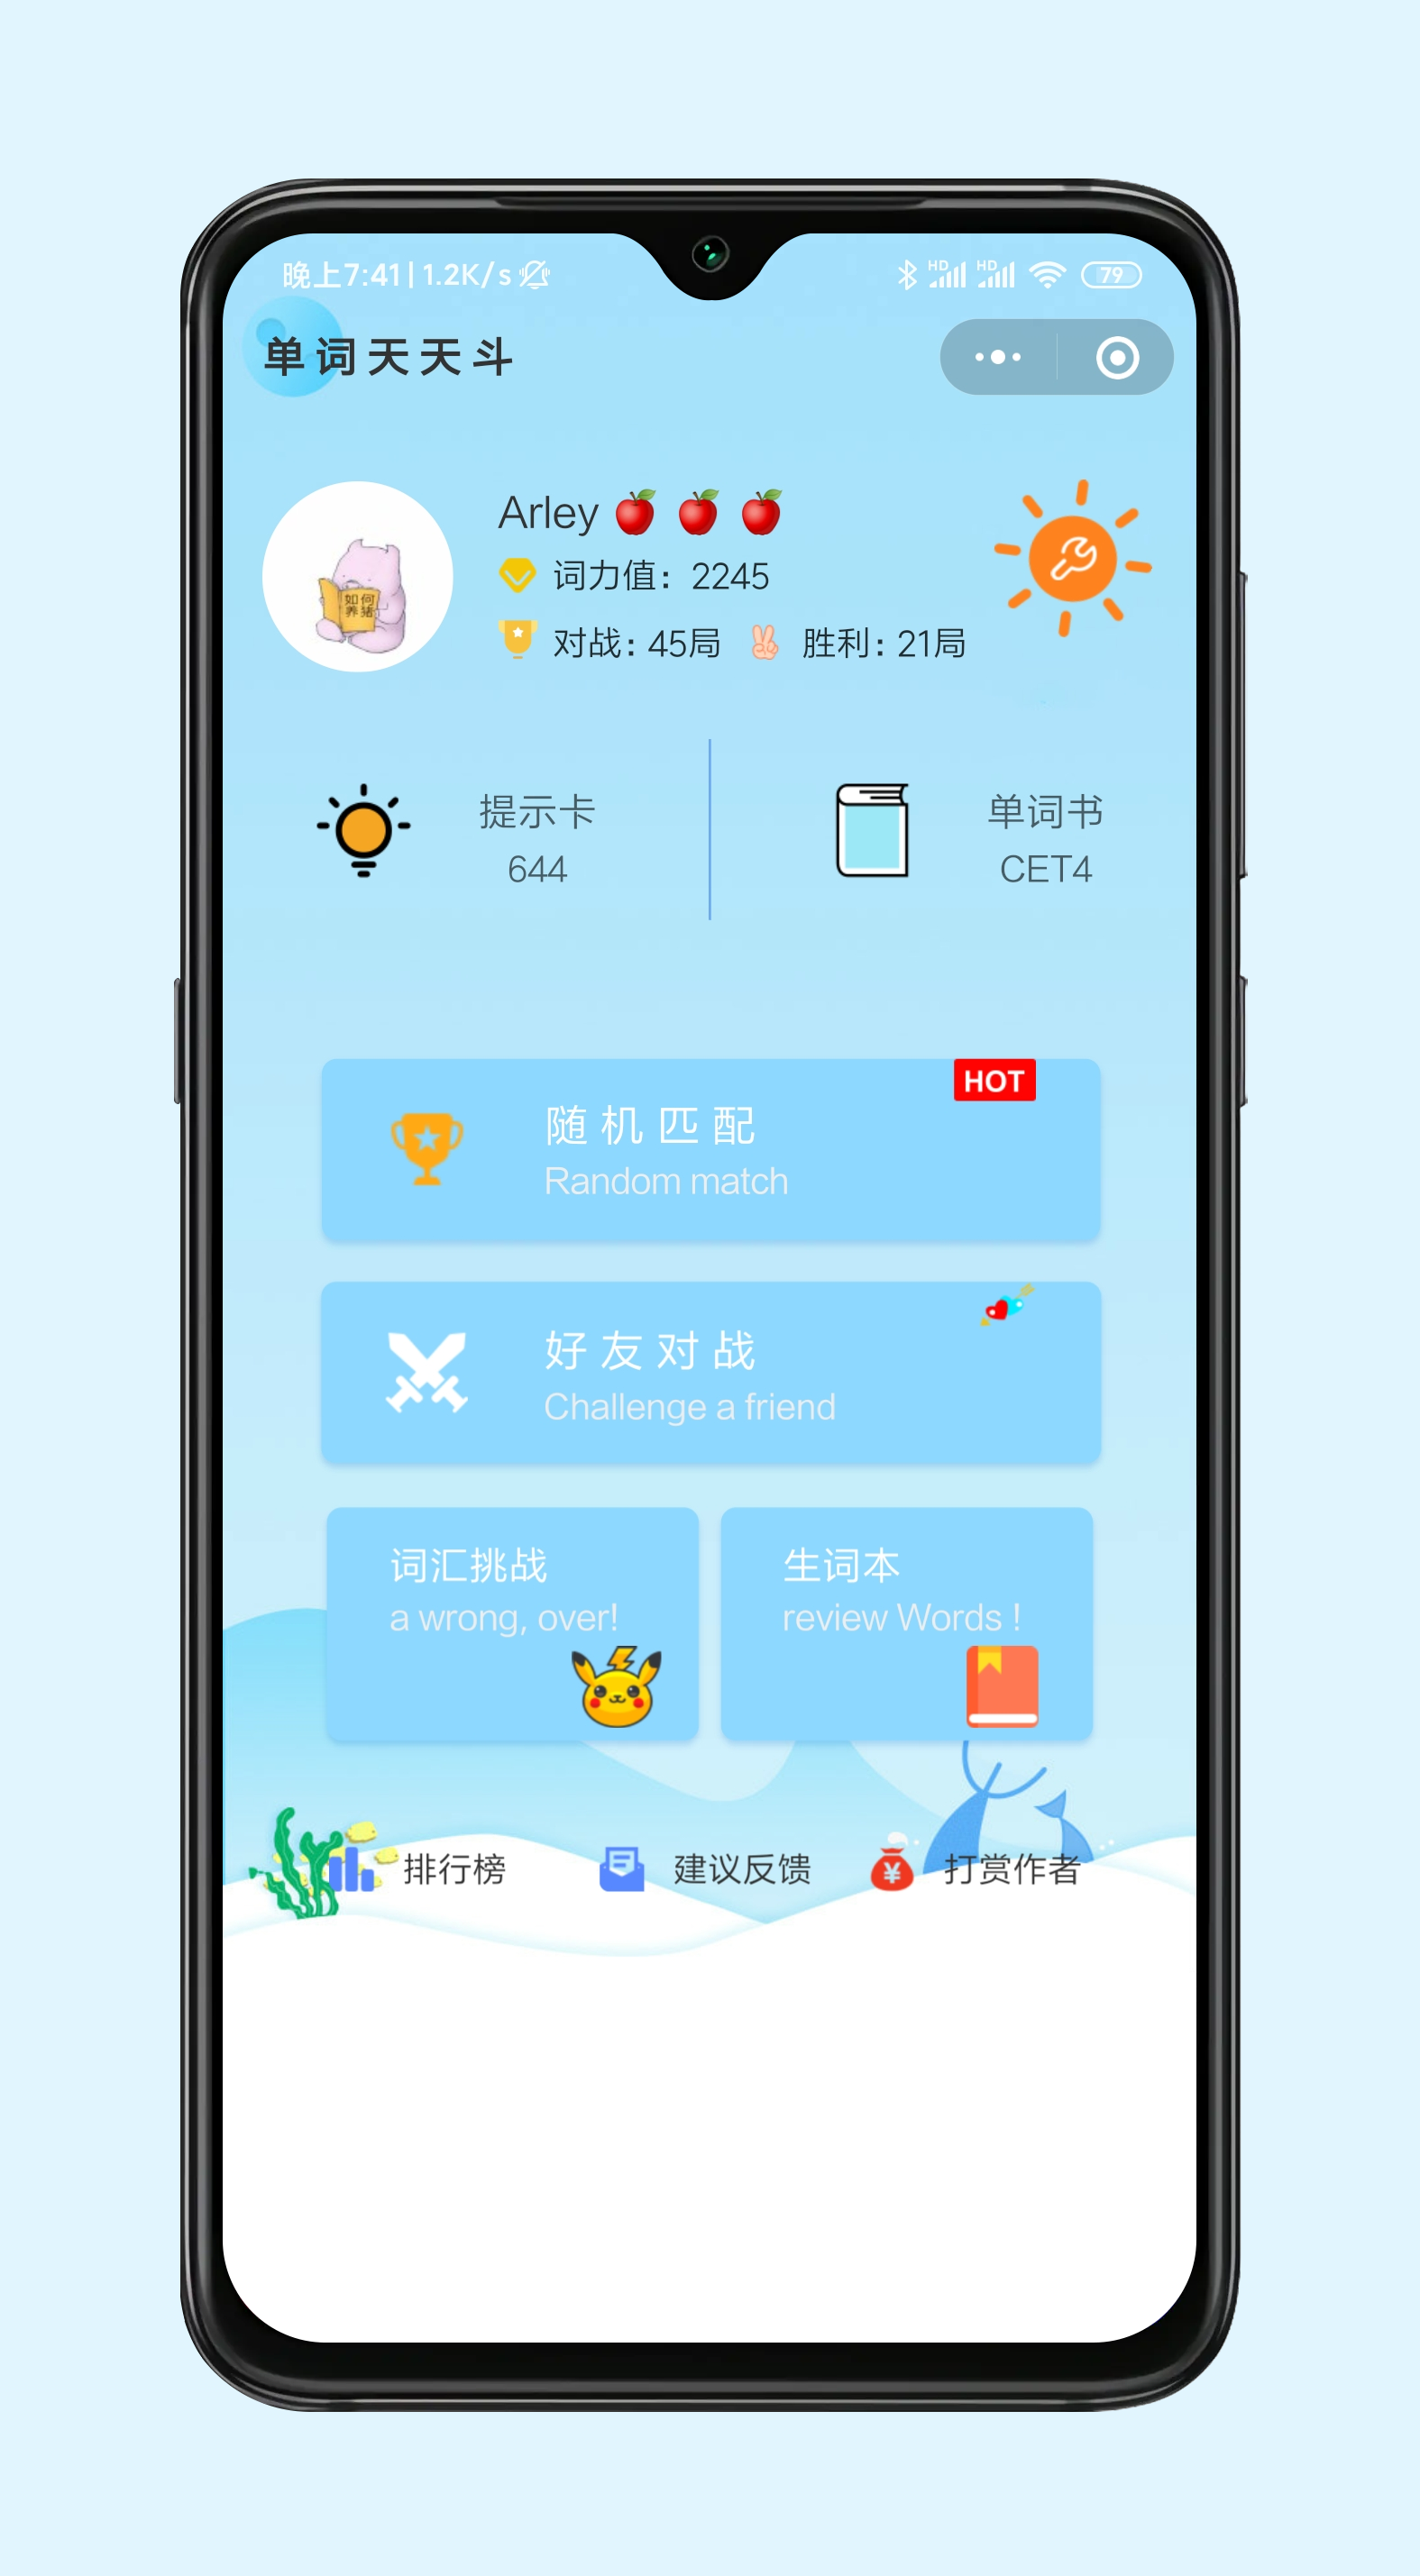 晚上7:41 | 1.2K/s
HD HD 79
单词天天斗
Arley
如何
养猪
词力值：2245
对战：45局 胜利：21局
提示卡
644
单词书
CET4
HOT
随机匹配
Random match
好友对战
Challenge a friend
词汇挑战
a wrong, over!
生词本
review Words !
排行榜
建议反馈
¥
打赏作者